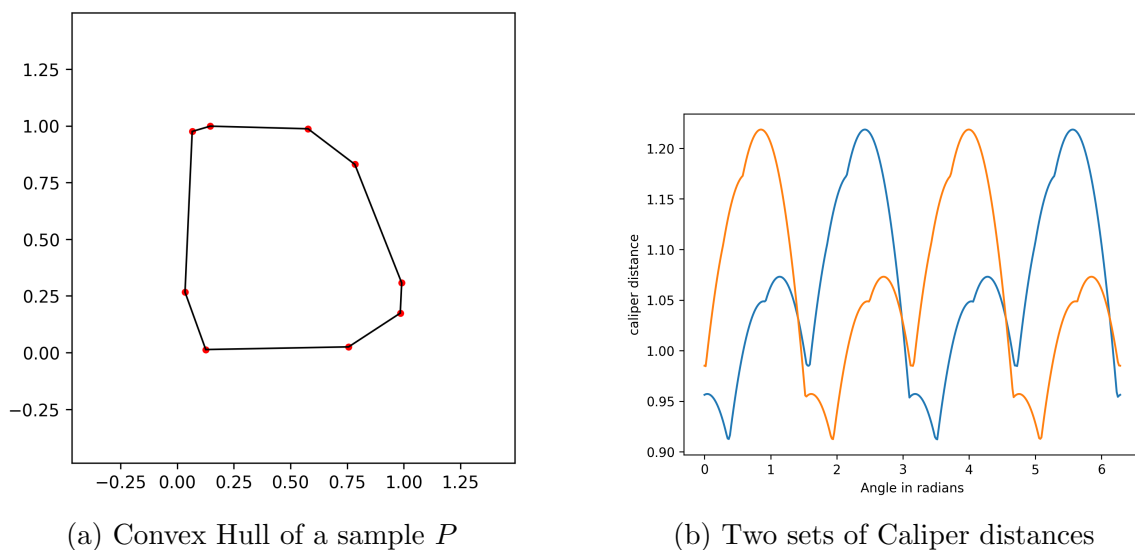 1.25
1.00
0.75
0.50
0.25
0.00
−0.25
−0.25 0.00 0.25 0.50 0.75 1.00 1.25
(a) Convex Hull of a sample P
caliper distance
1.20
1.15
1.10
1.05
1.00
0.95
0.90
0 1 2 3 4 5 6
Angle in radians
(b) Two sets of Caliper distances